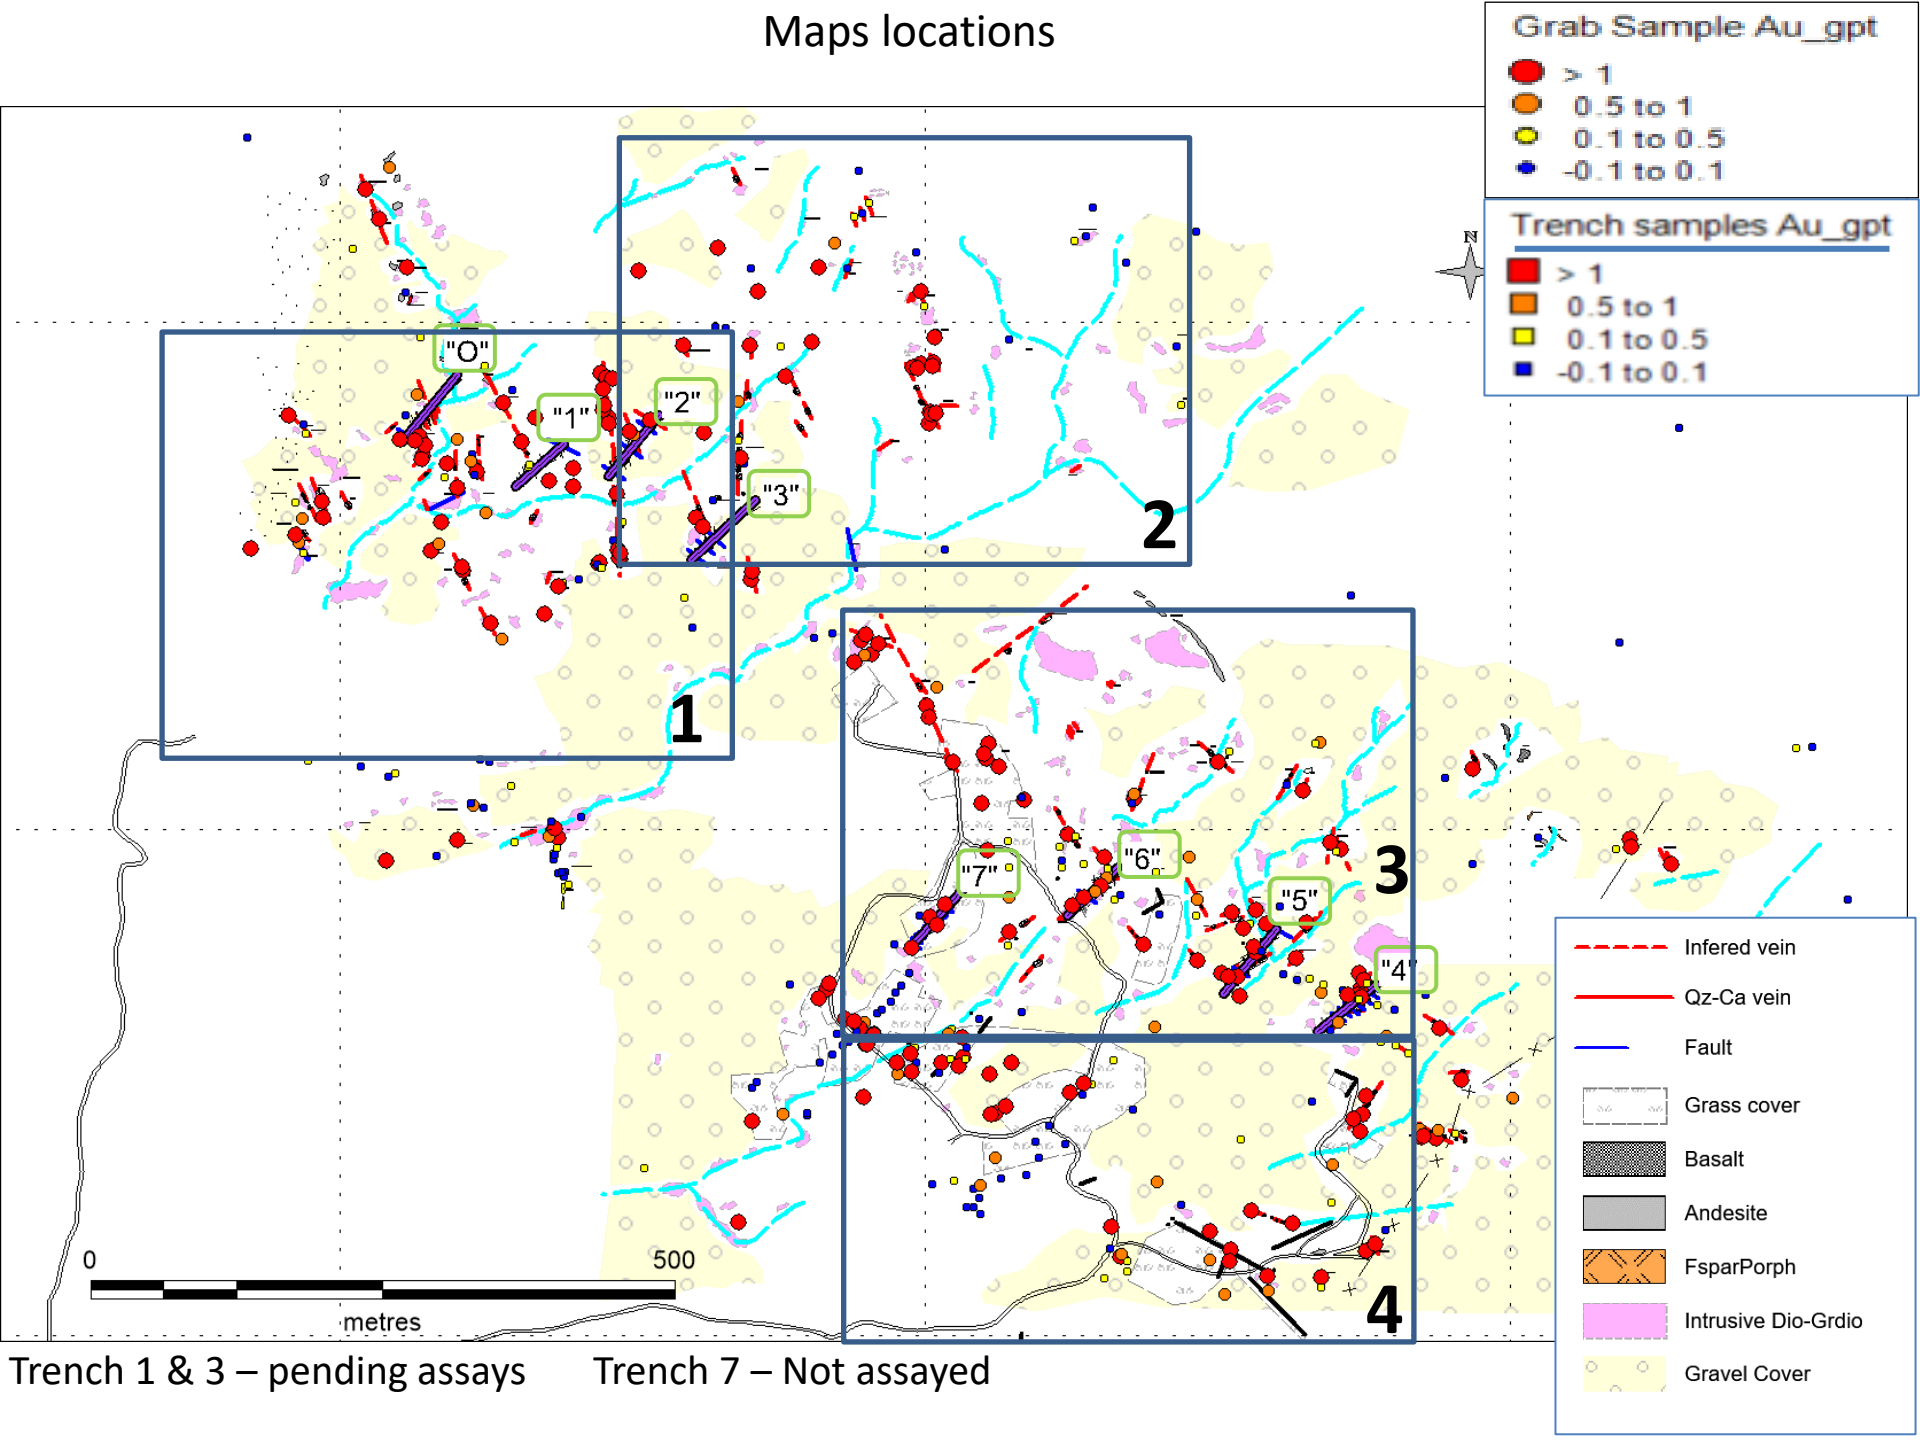 Maps locations
Grab Sample Au_gpt
> 1
0.5 to 1
0.1 to 0.5
-0.1 to 0.1
Trench samples Au_gpt
> 1
0.5 to 1
0.1 to 0.5
-0.1 to 0.1
N
"O"
"1"
"2"
"3"
2
1
3
"6"
"7"
"5"
"4"
4
Infered vein
Qz-Ca vein
Fault
Grass cover
Basalt
Andesite
FsparPorph
Intrusive Dio-Grdio
Gravel Cover
0 500
metres
Trench 1 & 3 – pending assays Trench 7 – Not assayed